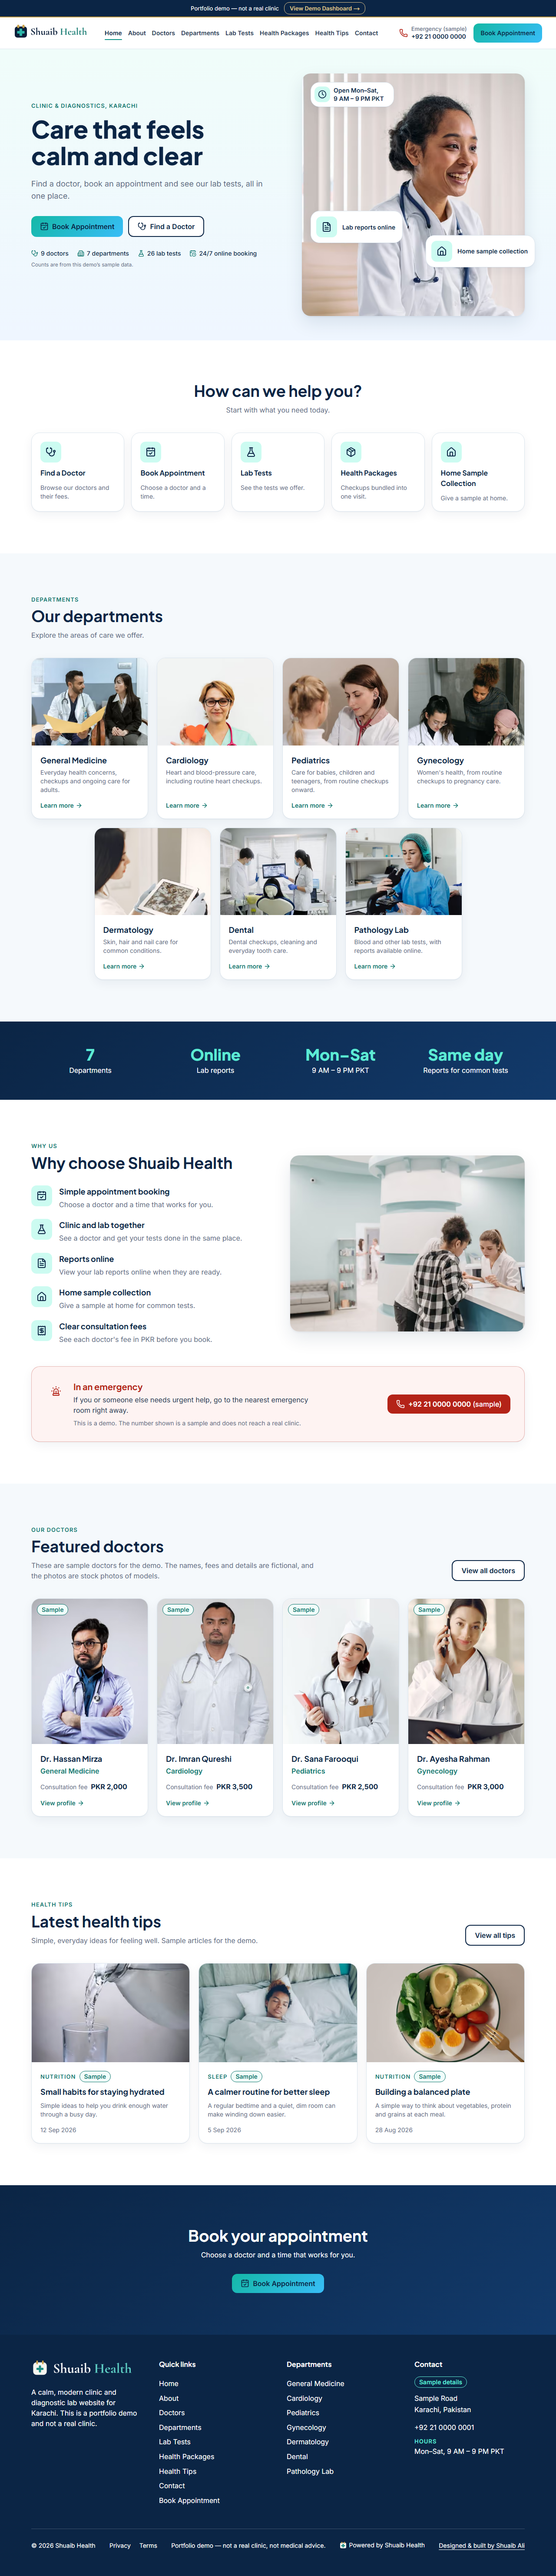 Portfolio demo — not a real clinic View Demo Dashboard →
Shuaib Health
Home About Doctors Departments Lab Tests Health Packages Health Tips Contact
Emergency (sample)
+92 21 0000 0000
Book Appointment
CLINIC & DIAGNOSTICS, KARACHI
Care that feels
calm and clear
Find a doctor, book an appointment and see our lab tests, all in
one place.
Book Appointment Find a Doctor
9 doctors 7 departments 26 lab tests 24/7 online booking
Counts are from this demo's sample data.
Open Mon–Sat,
9 AM – 9 PM PKT
Lab reports online
Home sample collection
How can we help you?
Start with what you need today.
Find a Doctor
Browse our doctors and
their fees.
Book Appointment
Choose a doctor and a
time.
Lab Tests
See the tests we offer.
Health Packages
Checkups bundled into
one visit.
Home Sample
Collection
Give a sample at home.
DEPARTMENTS
Our departments
Explore the areas of care we offer.
General Medicine
Everyday health concerns,
checkups and ongoing care for
adults.
Learn more →
Cardiology
Heart and blood-pressure care,
including routine heart checkups.
Learn more →
Pediatrics
Care for babies, children and
teenagers, from routine checkups
onward.
Learn more →
Gynecology
Women's health, from routine
checkups to pregnancy care.
Learn more →
Dermatology
Skin, hair and nail care for
common conditions.
Learn more →
Dental
Dental checkups, cleaning and
everyday tooth care.
Learn more →
Pathology Lab
Blood and other lab tests, with
reports available online.
Learn more →
7
Departments
Online
Lab reports
Mon–Sat
9 AM – 9 PM PKT
Same day
Reports for common tests
WHY US
Why choose Shuaib Health
Simple appointment booking
Choose a doctor and a time that works for you.
Clinic and lab together
See a doctor and get your tests done in the same place.
Reports online
View your lab reports online when they are ready.
Home sample collection
Give a sample at home for common tests.
Clear consultation fees
See each doctor's fee in PKR before you book.
In an emergency
If you or someone else needs urgent help, go to the nearest emergency
room right away.
This is a demo. The number shown is a sample and does not reach a real clinic.
+92 21 0000 0000 (sample)
OUR DOCTORS
Featured doctors
These are sample doctors for the demo. The names, fees and details are fictional, and
the photos are stock photos of models.
View all doctors
Sample
Dr. Hassan Mirza
General Medicine
Consultation fee PKR 2,000
View profile →
Sample
Dr. Imran Qureshi
Cardiology
Consultation fee PKR 3,500
View profile →
Sample
Dr. Sana Farooqui
Pediatrics
Consultation fee PKR 2,500
View profile →
Sample
Dr. Ayesha Rahman
Gynecology
Consultation fee PKR 3,000
View profile →
HEALTH TIPS
Latest health tips
Simple, everyday ideas for feeling well. Sample articles for the demo.
View all tips
NUTRITION Sample
Small habits for staying hydrated
Simple ideas to help you drink enough water
through a busy day.
12 Sep 2026
SLEEP Sample
A calmer routine for better sleep
A regular bedtime and a quiet, dim room can
make winding down easier.
5 Sep 2026
NUTRITION Sample
Building a balanced plate
A simple way to think about vegetables, protein
and grains at each meal.
28 Aug 2026
Book your appointment
Choose a doctor and a time that works for you.
Book Appointment
Shuaib Health
A calm, modern clinic and
diagnostic lab website for
Karachi. This is a portfolio demo
and not a real clinic.
Quick links
Home
About
Doctors
Departments
Lab Tests
Health Packages
Health Tips
Contact
Book Appointment
Departments
General Medicine
Cardiology
Pediatrics
Gynecology
Dermatology
Dental
Pathology Lab
Contact
Sample details
Sample Road
Karachi, Pakistan
+92 21 0000 0001
HOURS
Mon–Sat, 9 AM – 9 PM PKT
© 2026 Shuaib Health Privacy Terms Portfolio demo — not a real clinic, not medical advice. Powered by Shuaib Health Designed & built by Shuaib Ali